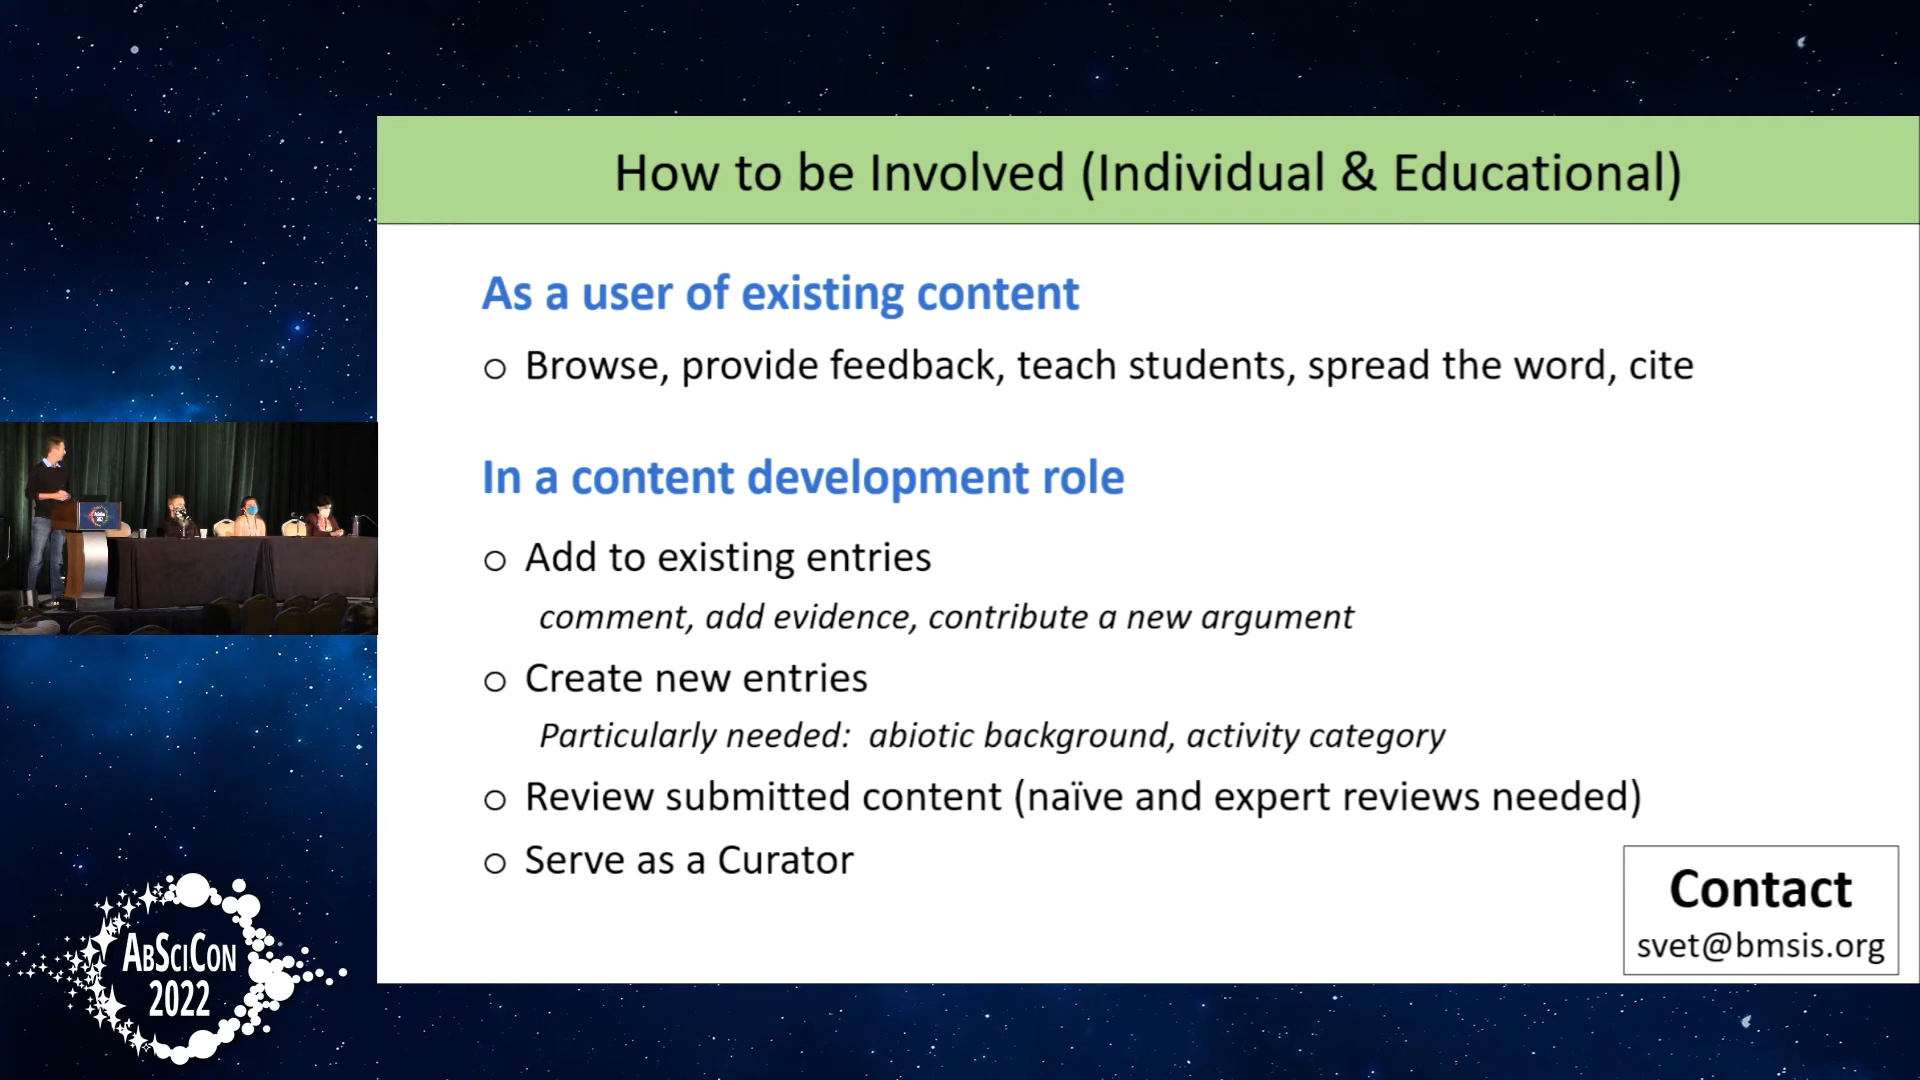 How to be Involved (Individual & Educational)
As a user of existing content
o Browse, provide feedback, teach students, spread the word, cite
In a content development role
o Add to existing entries
comment, add evidence, contribute a new argument
o Create new entries
Particularly needed: abiotic background, activity category
o Review submitted content (naïve and expert reviews needed)
o Serve as a Curator
Contact
svet@bmsis.org
ABSCICON
2022